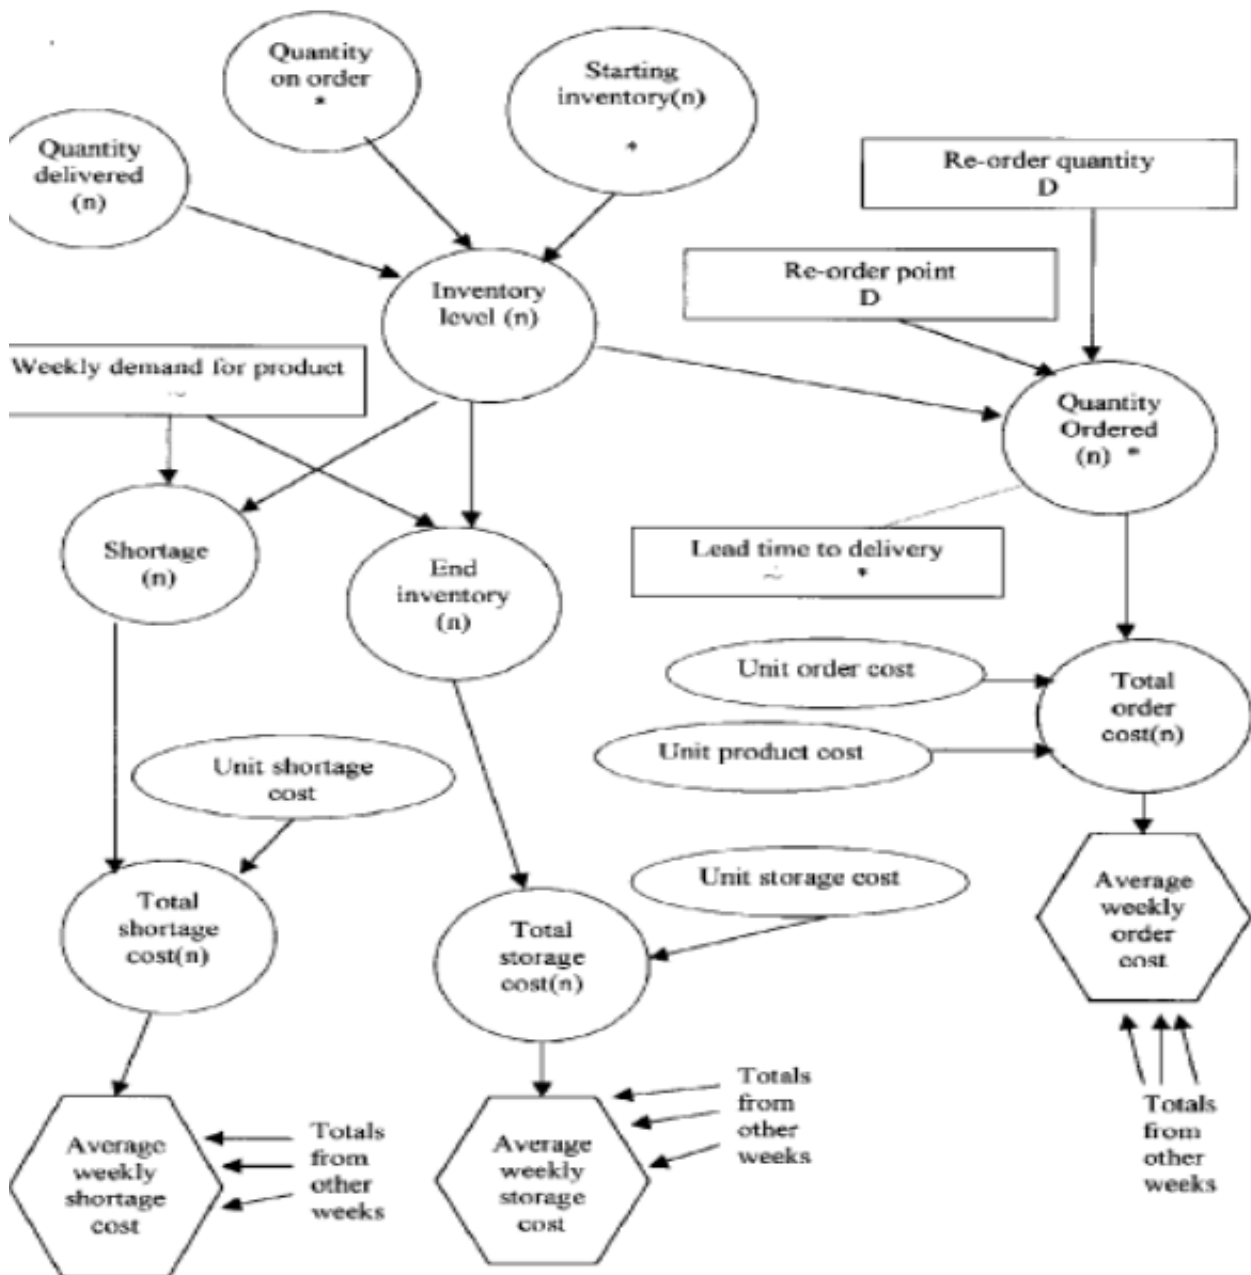 Quantity
on order
*
Starting
inventory(n)
*
Quantity
delivered
(n)
Re-order quantity
D
Re-order point
D
Inventory
level (n)
Weekly demand for product
~
Quantity
Ordered
(n) *
Shortage
(n)
End
inventory
(n)
Lead time to delivery
~ *
Unit order cost
Total
order
cost(n)
Unit product cost
Unit shortage
cost
Unit storage cost
Average
weekly
order
cost
Total
shortage
cost(n)
Total
storage
cost(n)
Totals
from
other
weeks
Average
weekly
shortage
cost
Totals
from
other
weeks
Average
weekly
storage
cost
Totals
from
other
weeks